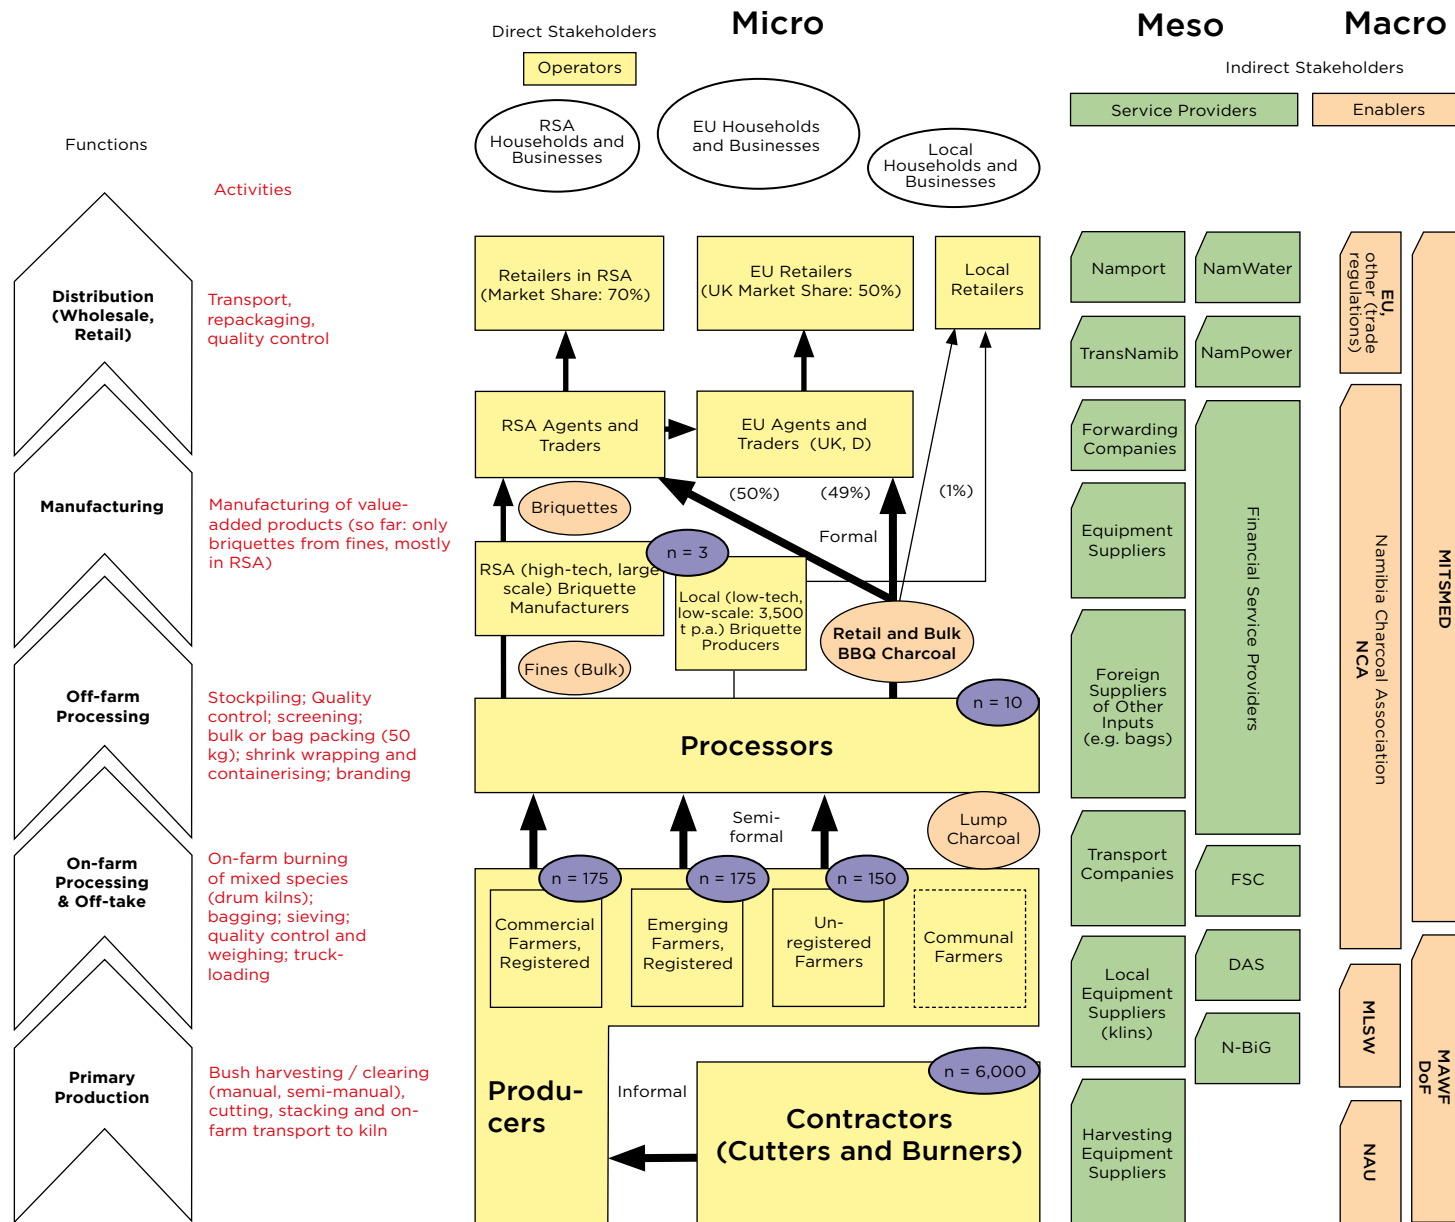 Micro
Meso
Macro
Direct Stakeholders
Operators
Indirect Stakeholders
Service Providers
Enablers
RSA
Households and
Businesses
EU Households
and Businesses
Local
Households and
Businesses
Functions
Activities
Distribution
(Wholesale,
Retail)
Transport,
repackaging,
quality control
Retailers in RSA
(Market Share: 70%)
EU Retailers
(UK Market Share: 50%)
Local
Retailers
RSA Agents and
Traders
EU Agents and
Traders (UK, D)
Manufacturing
Manufacturing of value-
added products (so far: only
briquettes from fines, mostly
in RSA)
Briquettes
(50%)
(49%)
(1%)
Formal
n = 3
RSA (high-tech, large
scale) Briquette
Manufacturers
Local (low-tech,
low-scale: 3,500
t p.a.) Briquette
Producers
Retail and Bulk
BBQ Charcoal
Fines (Bulk)
Off-farm
Processing
Stockpiling; Quality
control; screening;
bulk or bag packing (50
kg); shrink wrapping and
containerising; branding
n = 10
Processors
Semi-
formal
Lump
Charcoal
On-farm
Processing
& Off-take
On-farm burning
of mixed species
(drum kilns);
bagging; sieving;
quality control and
weighing; truck-
loading
n = 175
n = 175
n = 150
Commercial
Farmers,
Registered
Emerging
Farmers,
Registered
Un-
registered
Farmers
Communal
Farmers
Primary
Production
Bush harvesting / clearing
(manual, semi-manual),
cutting, stacking and on-
farm transport to kiln
Produ-
cers
Informal
n = 6,000
Contractors
(Cutters and Burners)
Namport
NamWater
TransNamib
NamPower
Forwarding
Companies
Equipment
Suppliers
Financial Service Providers
Foreign
Suppliers
of Other
Inputs
(e.g. bags)
Transport
Companies
FSC
Local
Equipment
Suppliers
(klins)
DAS
N-BiG
Harvesting
Equipment
Suppliers
EU,
other (trade
regulations)
Namibia Charcoal Association
NCA
MLSW
NAU
MITSMED
MAWF
DoF